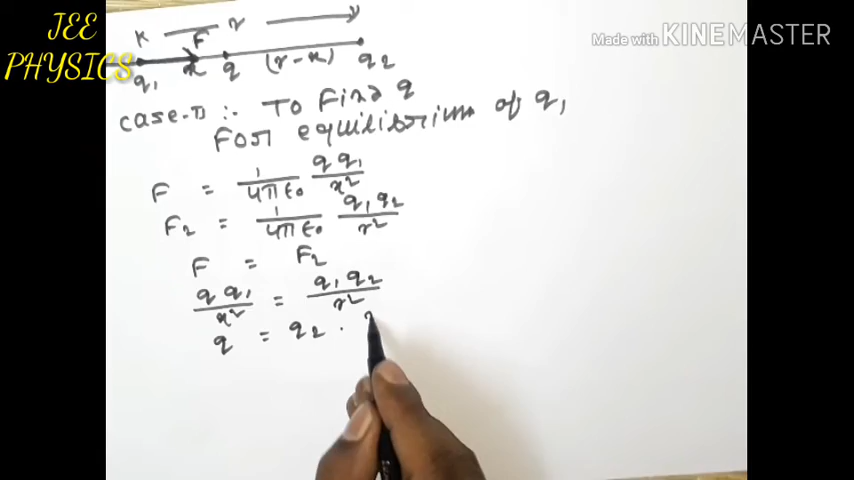 JEE
PHYSICS
Made with KINEMASTER
r
F
q₁ x q (r-x) q₂
case-II :- To Find q
For equilibrium of q₁
F = 1/4πε₀ qq₁/x²
F₂ = 1/4πε₀ q₁q₂/r²
F = F₂
qq₁/x² = q₁q₂/r²
q = q₂ .